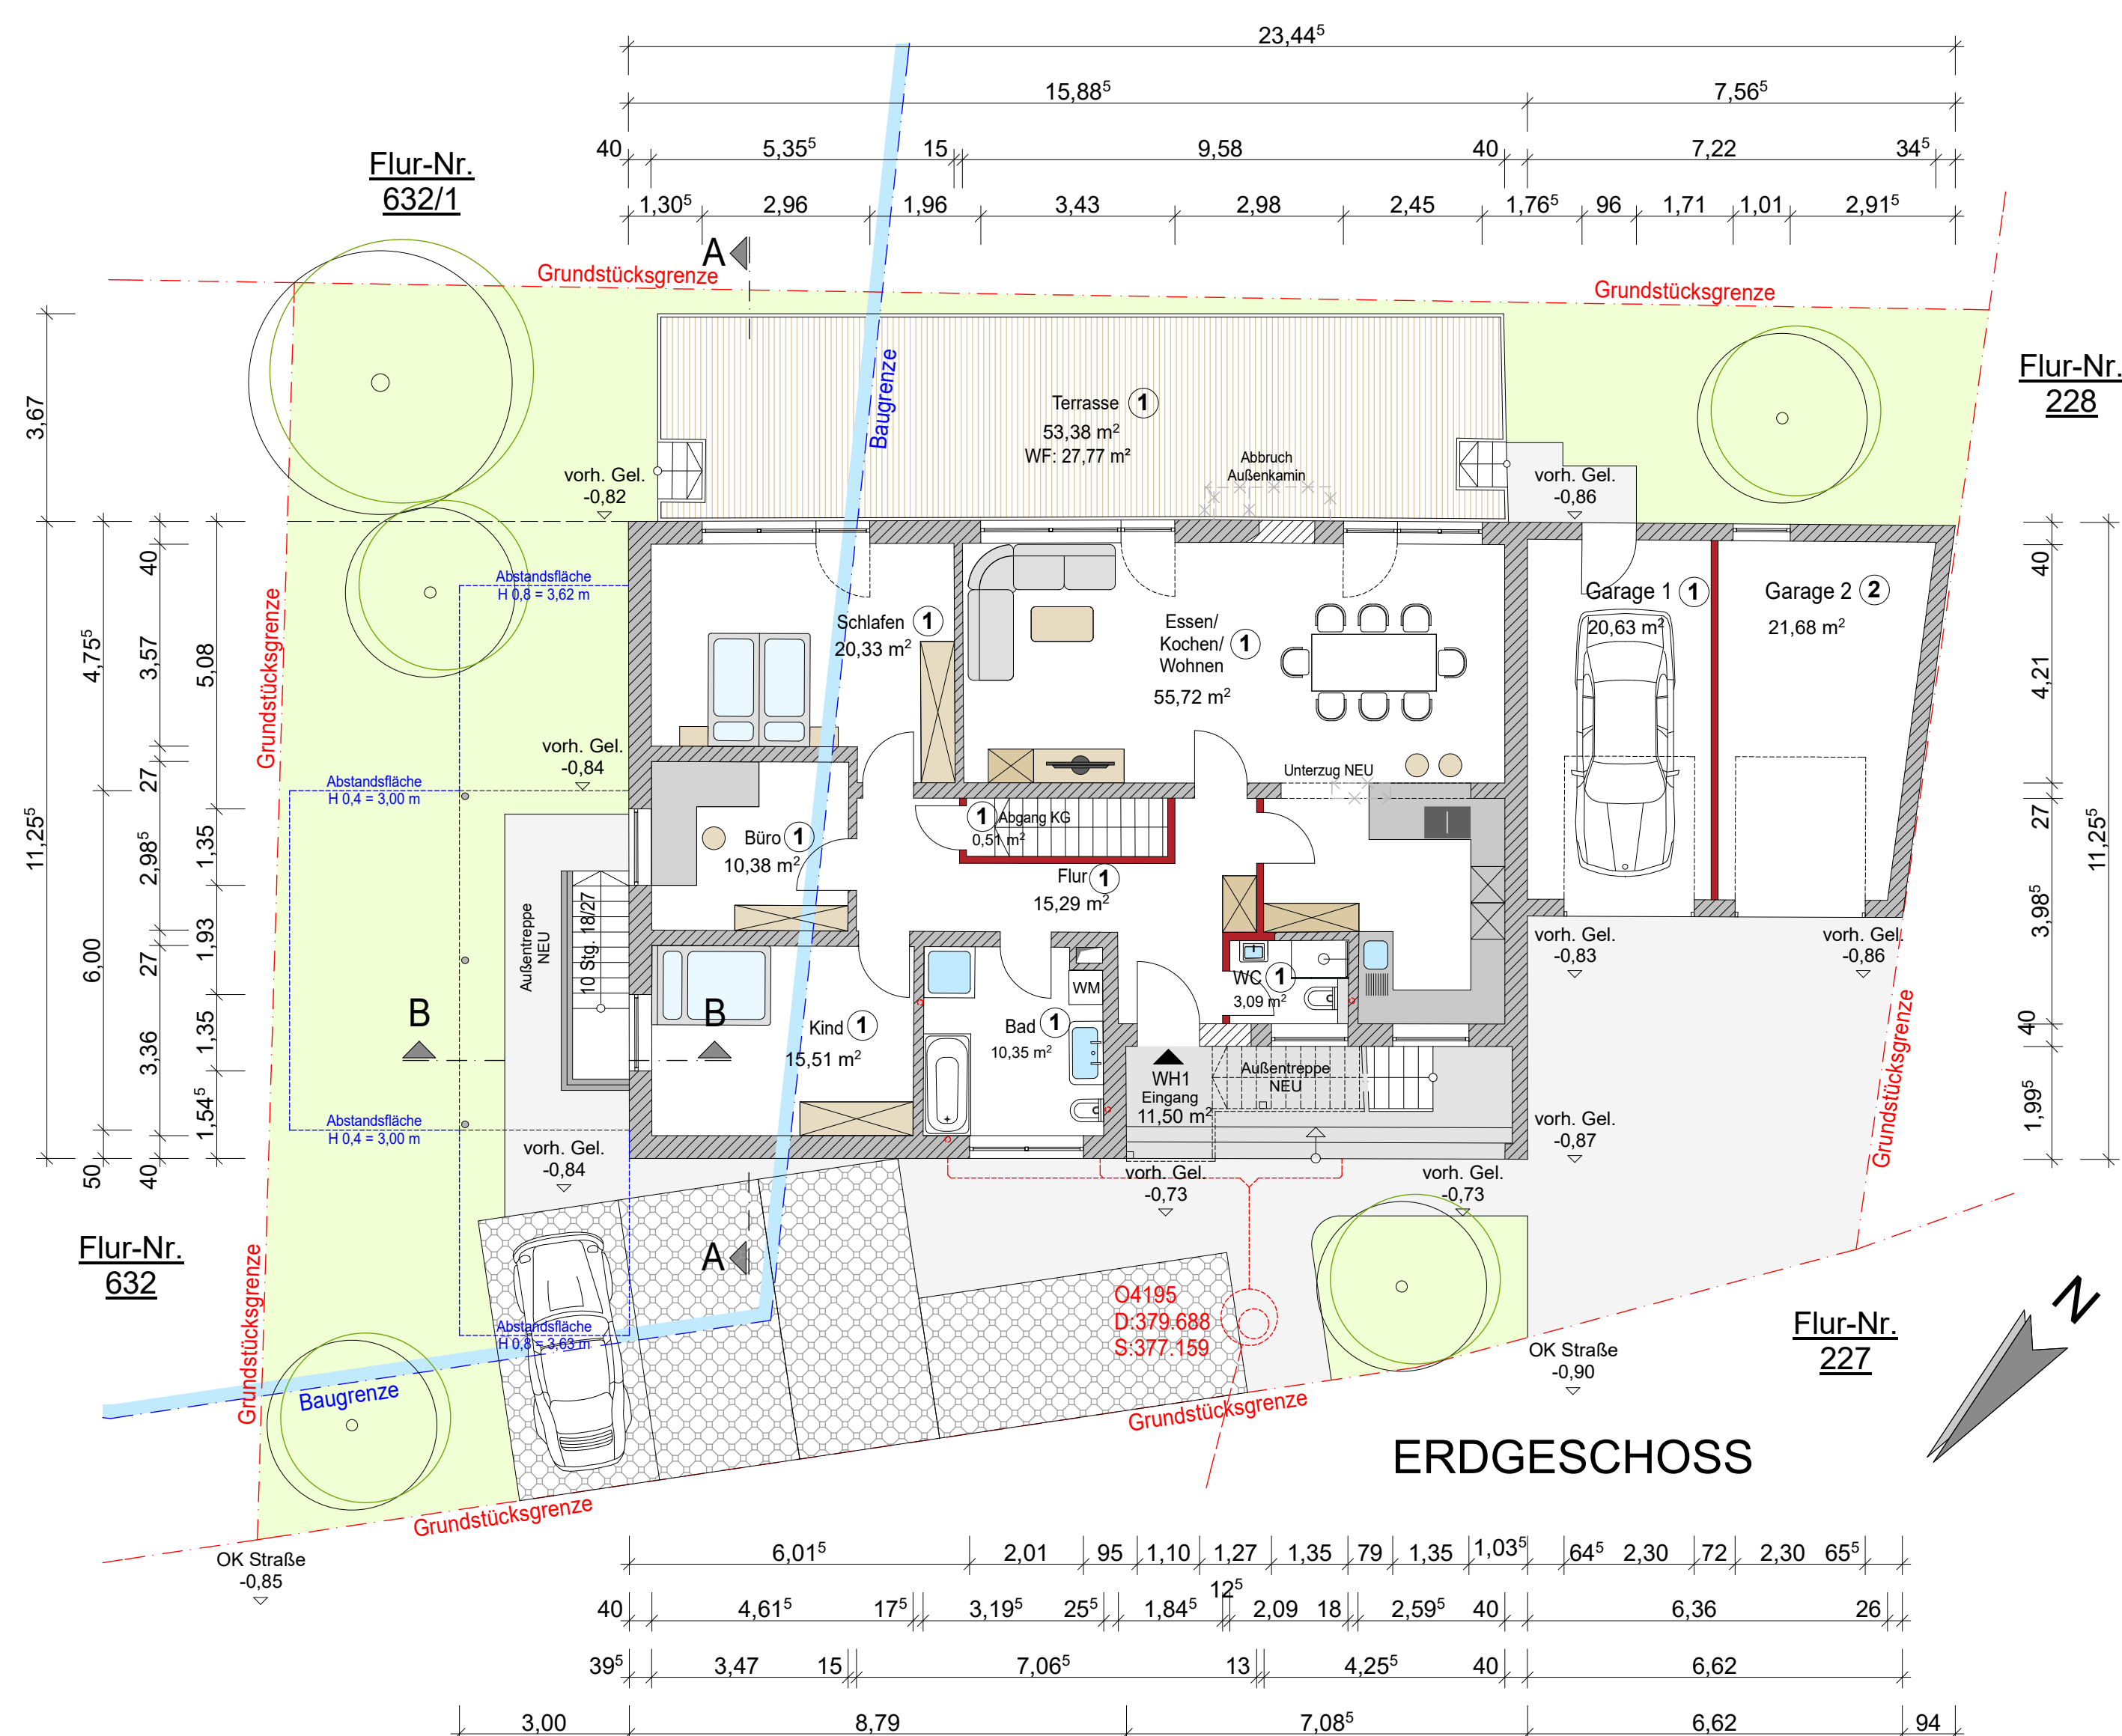 23,44⁵
15,88⁵ 7,56⁵
40 5,35⁵ 15 9,58 40 7,22 34⁵
1,30⁵ 2,96 1,96 3,43 2,98 2,45 1,76⁵ 96 1,71 1,01 2,91⁵
Flur-Nr.
632/1
A
Grundstücksgrenze
Grundstücksgrenze
Baugrenze
Flur-Nr.
228
3,67
Terrasse 1
53,38 m²
WF: 27,77 m²
Abbruch
Außenkamin
vorh. Gel.
-0,82
vorh. Gel.
-0,86
Abstandsfläche
H 0,8 = 3,62 m
Grundstücksgrenze
Schlafen 1
20,33 m²
Essen/
Kochen/ 1
Wohnen
55,72 m²
Garage 1 1
20,63 m²
Garage 2 2
21,68 m²
11,25⁵
4,75⁵
6,00
50
40
3,57
27
2,98⁵
27
3,36
40
5,08
1,35
1,93
1,35
1,54⁵
40
4,21
27
3,98⁵
40
1,99⁵
11,25⁵
vorh. Gel.
-0,84
Abstandsfläche
H 0,4 = 3,00 m
Unterzug NEU
Büro 1
10,38 m²
1 Abgang KG
0,51 m²
Flur 1
15,29 m²
Außentreppe
NEU
10 Stg. 18/27
vorh. Gel.
-0,83
vorh. Gel.
-0,86
B
B
Kind 1
15,51 m²
WM
Bad 1
10,35 m²
WC 1
3,09 m²
WH1
Eingang
11,50 m²
Außentreppe
NEU
Grundstücksgrenze
Abstandsfläche
H 0,4 = 3,00 m
vorh. Gel.
-0,84
vorh. Gel.
-0,87
vorh. Gel.
-0,73
vorh. Gel.
-0,73
Flur-Nr.
632
A
Grundstücksgrenze
Abstandsfläche
H 0,8 = 3,63 m
Baugrenze
O4195
D:379.688
S:377.159
OK Straße
-0,90
Flur-Nr.
227
N
Grundstücksgrenze
Grundstücksgrenze
ERDGESCHOSS
OK Straße
-0,85
6,01⁵ 2,01 95 1,10 1,27 1,35 79 1,35 1,03⁵ 64⁵ 2,30 72 2,30 65⁵
40 4,61⁵ 17⁵ 3,19⁵ 25⁵ 1,84⁵ 12⁵ 2,09 18 2,59⁵ 40 6,36 26
39⁵ 3,47 15 7,06⁵ 13 4,25⁵ 40 6,62
3,00 8,79 7,08⁵ 6,62 94